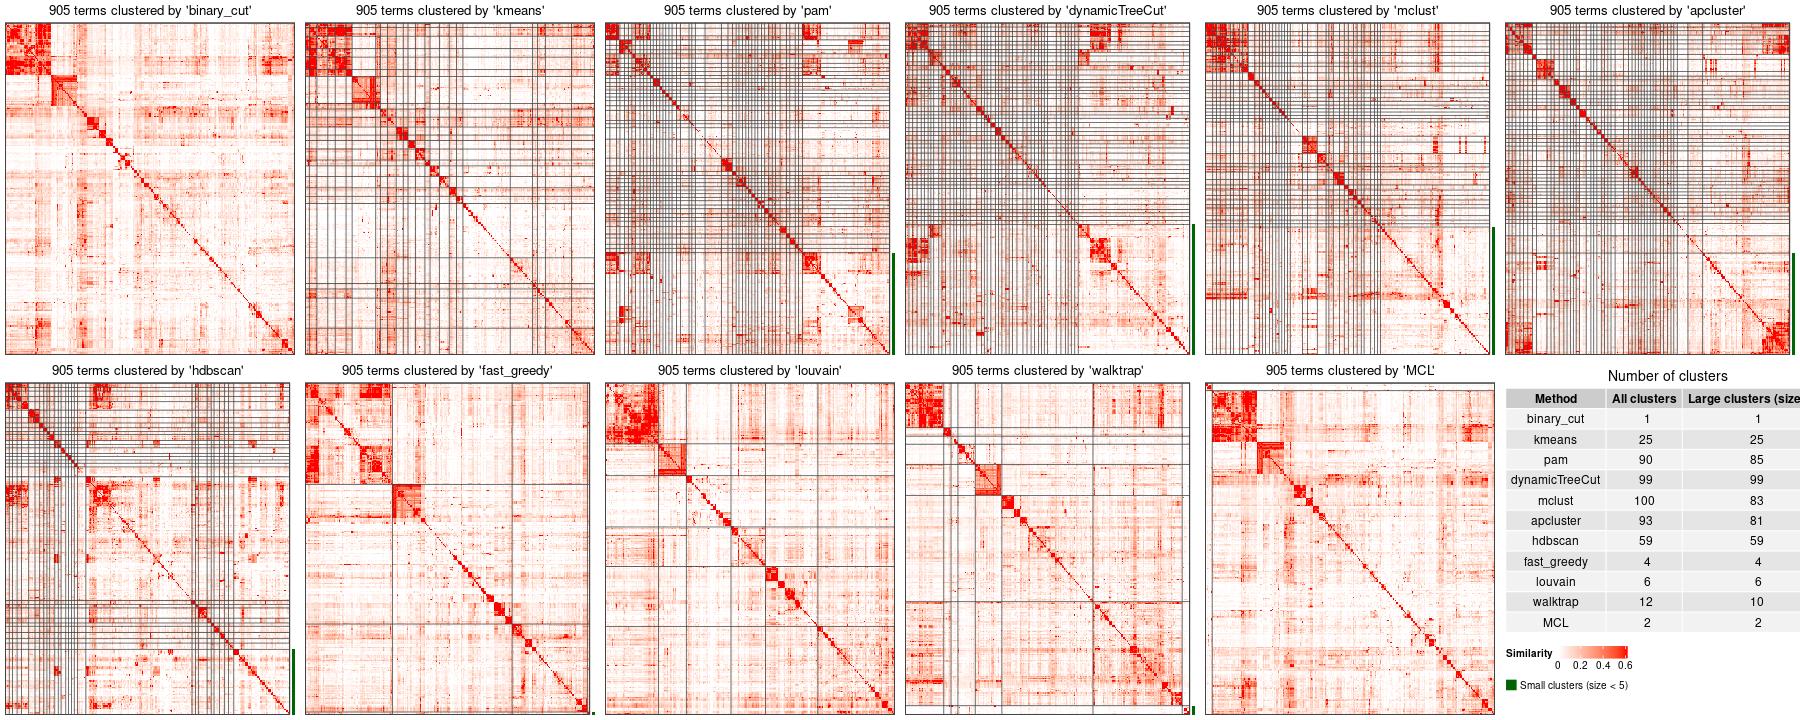 905 terms clustered by 'binary_cut'
905 terms clustered by 'kmeans'
905 terms clustered by 'pam'
905 terms clustered by 'dynamicTreeCut'
905 terms clustered by 'mclust'
905 terms clustered by 'apcluster'
905 terms clustered by 'hdbscan'
905 terms clustered by 'fast_greedy'
905 terms clustered by 'louvain'
905 terms clustered by 'walktrap'
905 terms clustered by 'MCL'
Number of clusters
Method All clusters Large clusters (size
binary_cut 1 1
kmeans 25 25
pam 90 85
dynamicTreeCut 99 99
mclust 100 83
apcluster 93 81
hdbscan 59 59
fast_greedy 4 4
louvain 6 6
walktrap 12 10
MCL 2 2
Similarity
0 0.2 0.4 0.6
Small clusters (size < 5)